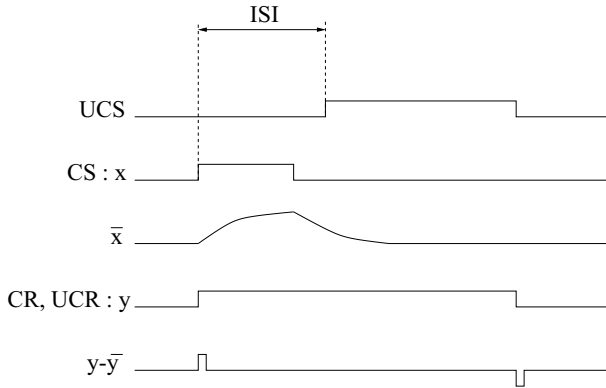 ISI
UCS
CS : x
x̅
CR, UCR : y
y-y̅